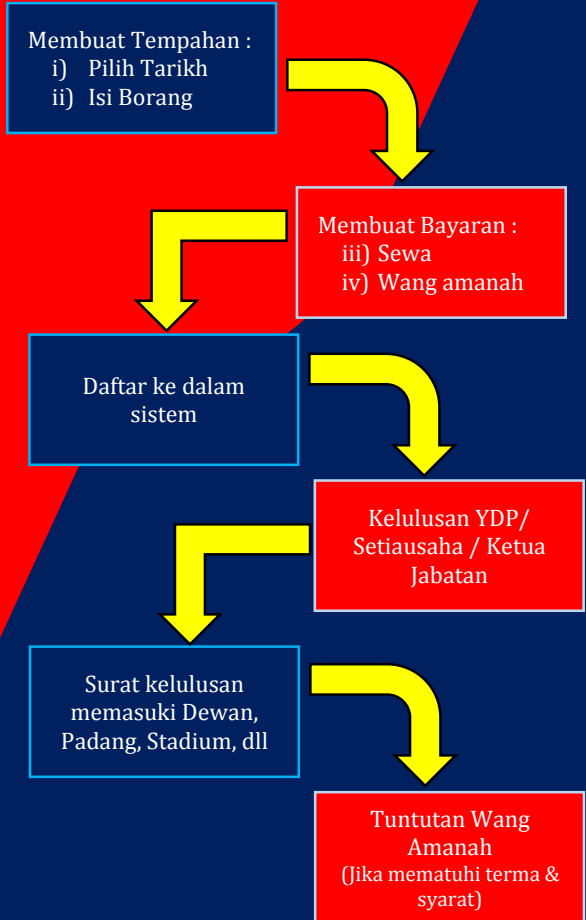 Membuat Tempahan :
i) Pilih Tarikh
ii) Isi Borang
Membuat Bayaran :
iii) Sewa
iv) Wang amanah
Daftar ke dalam
sistem
Kelulusan YDP/
Setiausaha / Ketua
Jabatan
Surat kelulusan
memasuki Dewan,
Padang, Stadium, dll
Tuntutan Wang
Amanah
(Jika mematuhi terma &
syarat)